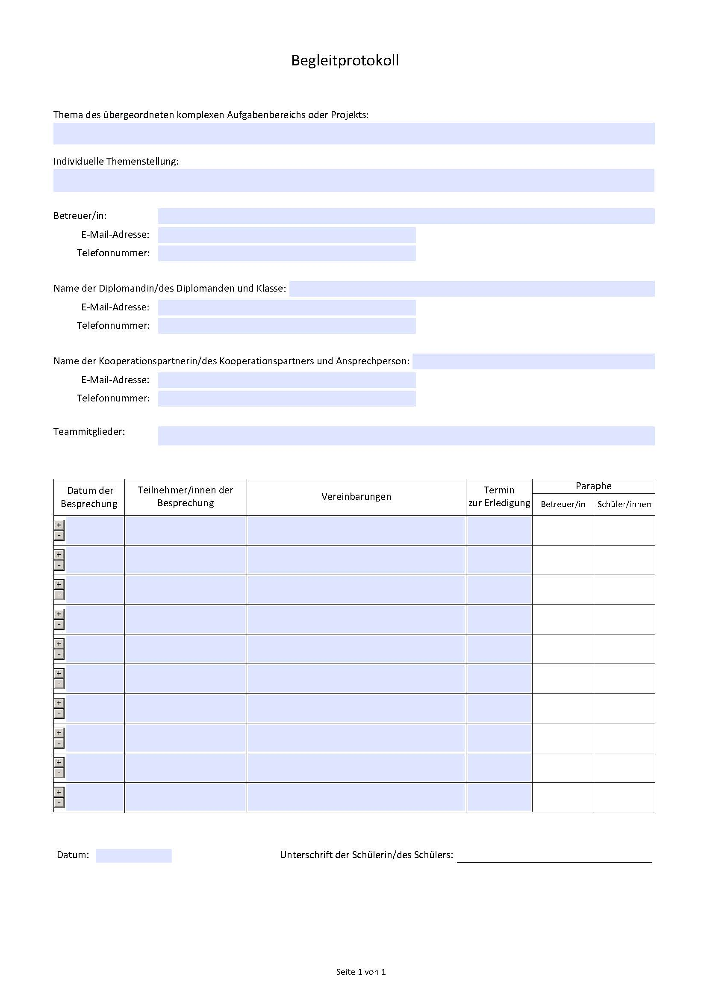 Begleitprotokoll
Thema des übergeordneten komplexen Aufgabenbereichs oder Projekts:
Individuelle Themenstellung:
Betreuer/in:
E-Mail-Adresse:
Telefonnummer:
Name der Diplomandin/des Diplomanden und Klasse:
E-Mail-Adresse:
Telefonnummer:
Name der Kooperationspartnerin/des Kooperationspartners und Ansprechperson:
E-Mail-Adresse:
Telefonnummer:
Teammitglieder:
Datum der
Besprechung
Teilnehmer/innen der
Besprechung
Vereinbarungen
Termin
zur Erledigung
Paraphe
Betreuer/in
Schüler/innen
+
-
+
-
+
-
+
-
+
-
+
-
+
-
+
-
+
-
+
-
Datum:
Unterschrift der Schülerin/des Schülers:
Seite 1 von 1